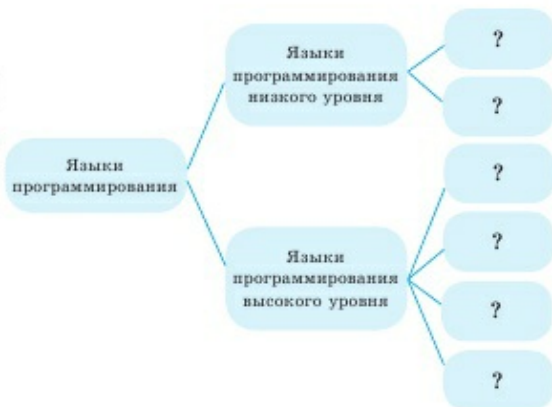 Языки
программирования
Языки
программирования
низкого уровня
?
?
Языки
программирования
высокого уровня
?
?
?
?